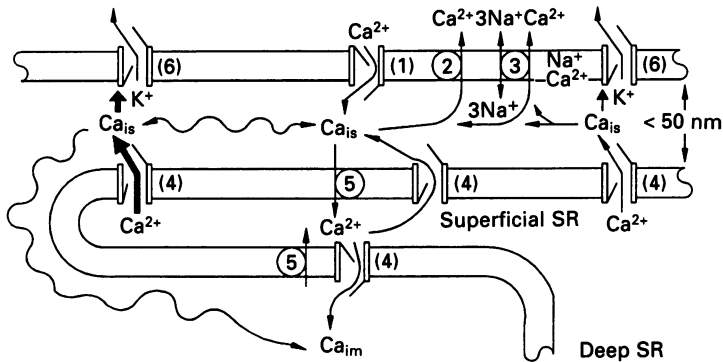 Ca²⁺3Na⁺Ca²⁺
Ca²⁺
(6) (1) 2 3 Na⁺ (6)
Ca²⁺
K⁺ K⁺
3Na⁺
Caᵢₛ Caᵢₛ Caᵢₛ < 50 nm
(4) 5 (4) (4)
Ca²⁺ Ca²⁺ Superficial SR Ca²⁺
5 (4)
Caᵢₘ
Deep SR